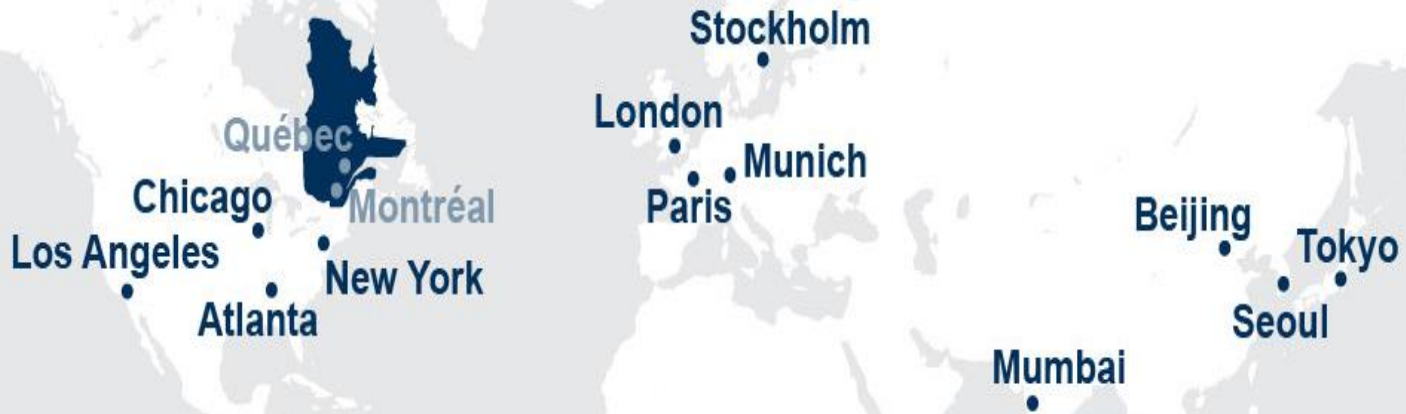 Stockholm
London
Québec
Munich
Chicago
Montréal
Paris
Beijing
Los Angeles
Tokyo
New York
Atlanta
Seoul
Mumbai